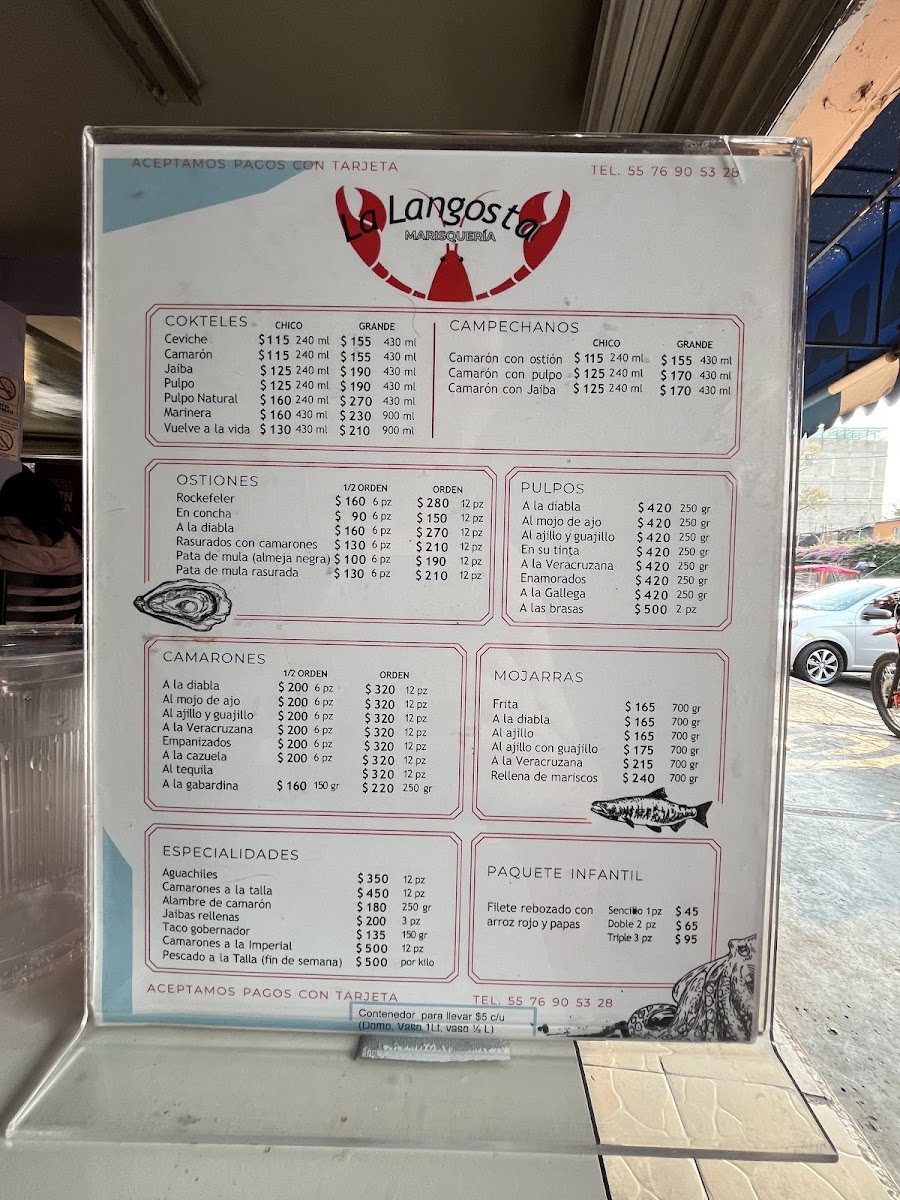 ACEPTAMOS PAGOS CON TARJETA
TEL. 55 76 90 53 28
La Langosta
MARISQUERÍA
COKTELES CHICO GRANDE
Ceviche $115 240 ml $155 430 ml
Camarón $115 240 ml $155 430 ml
Jaiba $125 240 ml $190 430 ml
Pulpo $125 240 ml $190 430 ml
Pulpo Natural $160 240 ml $270 430 ml
Marinera $160 430 ml $230 900 ml
Vuelve a la vida $130 430 ml $210 900 ml
CAMPECHANOS
CHICO GRANDE
Camarón con ostión $115 240 ml $155 430 ml
Camarón con pulpo $125 240 ml $170 430 ml
Camarón con Jaiba $125 240 ml $170 430 ml
OSTIONES
1/2 ORDEN ORDEN
Rockefeler $160 6 pz $280 12 pz
En concha $90 6 pz $150 12 pz
A la diabla $160 6 pz $270 12 pz
Rasurados con camarones $130 6 pz $210 12 pz
Pata de mula (almeja negra) $100 6 pz $190 12 pz
Pata de mula rasurada $130 6 pz $210 12 pz
PULPOS
A la diabla $420 250 gr
Al mojo de ajo $420 250 gr
Al ajillo y guajillo $420 250 gr
En su tinta $420 250 gr
A la Veracruzana $420 250 gr
Enamorados $420 250 gr
A la Gallega $420 250 gr
A las brasas $500 2 pz
CAMARONES
1/2 ORDEN ORDEN
A la diabla $200 6 pz $320 12 pz
Al mojo de ajo $200 6 pz $320 12 pz
Al ajillo y guajillo $200 6 pz $320 12 pz
A la Veracruzana $200 6 pz $320 12 pz
Empanizados $200 6 pz $320 12 pz
A la cazuela $200 6 pz $320 12 pz
Al tequila $320 12 pz
A la gabardina $160 150 gr $220 250 gr
MOJARRAS
Frita $165 700 gr
A la diabla $165 700 gr
Al ajillo $165 700 gr
Al ajillo con guajillo $175 700 gr
A la Veracruzana $215 700 gr
Rellena de mariscos $240 700 gr
ESPECIALIDADES
Aguachiles $350 12 pz
Camarones a la talla $450 12 pz
Alambre de camarón $180 250 gr
Jaibas rellenas $200 3 pz
Taco gobernador $135 150 gr
Camarones a la Imperial $500 12 pz
Pescado a la Talla (fin de semana) $500 por kilo
PAQUETE INFANTIL
Filete rebozado con arroz rojo y papas
Sencillo 1pz $45
Doble 2 pz $65
Triple 3 pz $95
ACEPTAMOS PAGOS CON TARJETA
TEL. 55 76 90 53 28
Contenedor para llevar $5 c/u
(Domo, Vaso 1Lt, vaso ½ L)